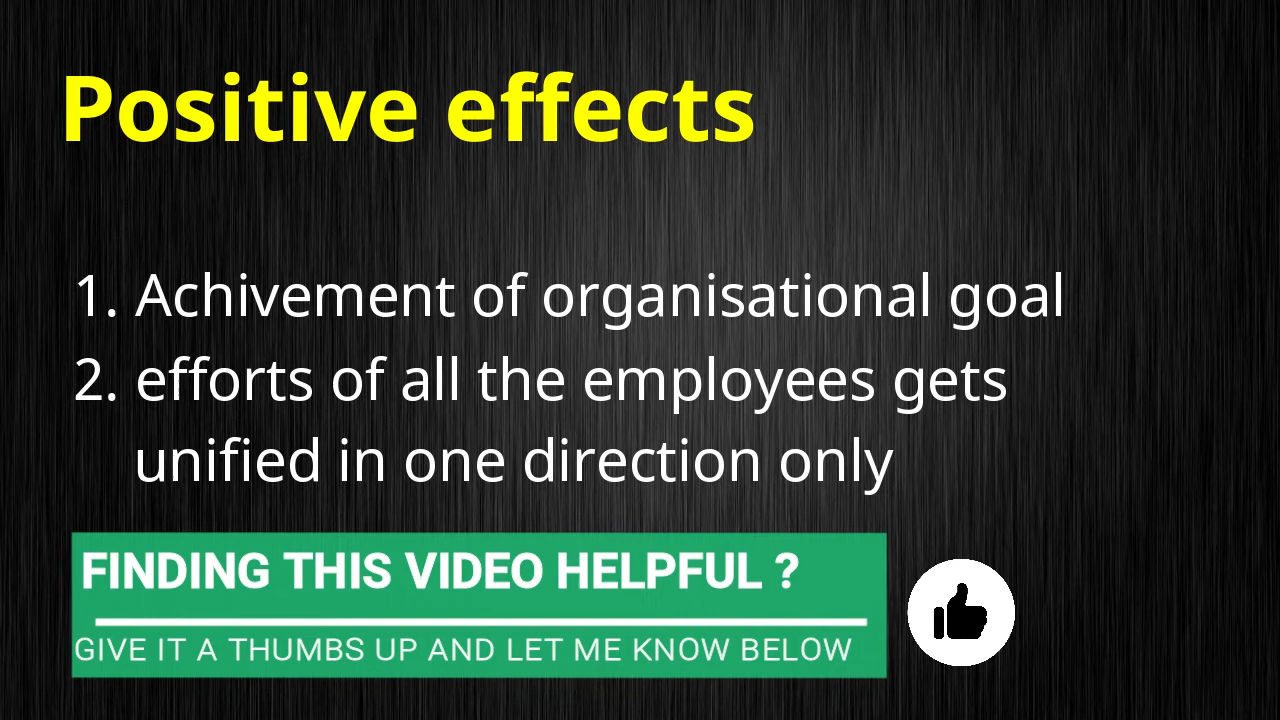 Positive effects
1. Achivement of organisational goal
2. efforts of all the employees gets
unified in one direction only
FINDING THIS VIDEO HELPFUL ?
GIVE IT A THUMBS UP AND LET ME KNOW BELOW